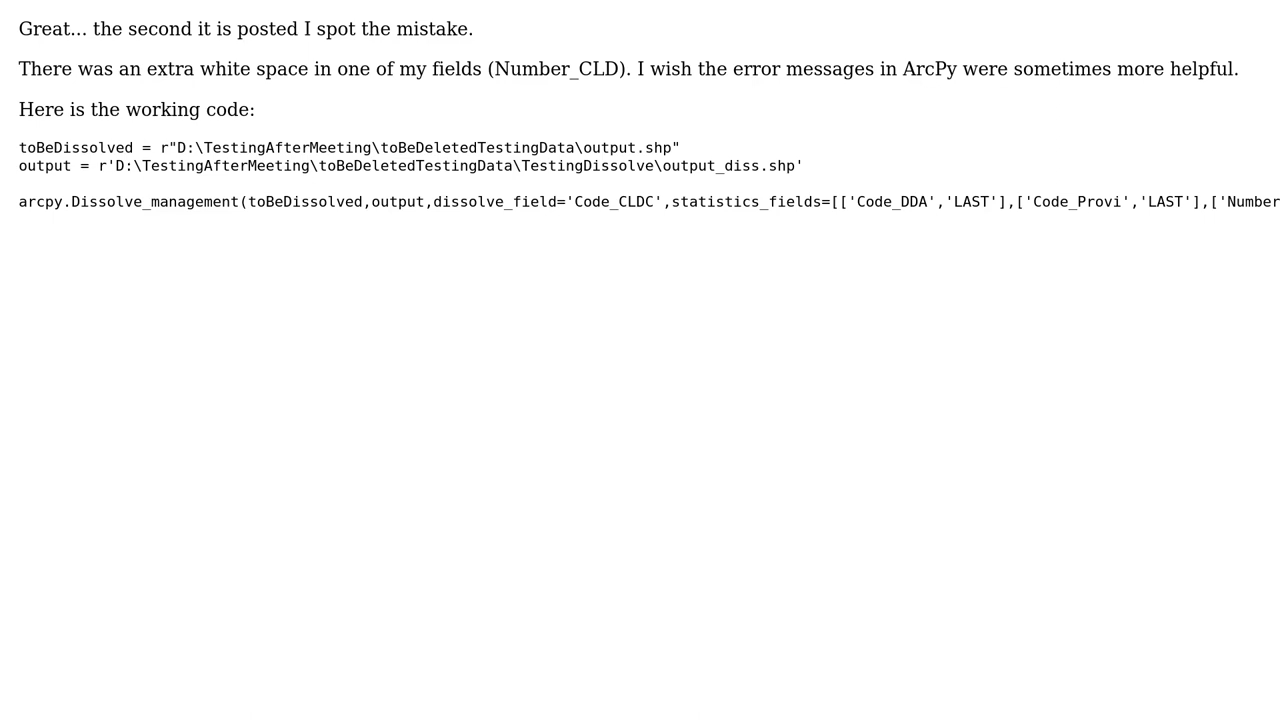 Great... the second it is posted I spot the mistake.
There was an extra white space in one of my fields (Number_CLD). I wish the error messages in ArcPy were sometimes more helpful.
Here is the working code:
toBeDissolved = r"D:\TestingAfterMeeting\toBeDeletedTestingData\output.shp"
output = r'D:\TestingAfterMeeting\toBeDeletedTestingData\TestingDissolve\output_diss.shp'
arcpy.Dissolve_management(toBeDissolved,output,dissolve_field='Code_CLDC',statistics_fields=[['Code_DDA','LAST'],['Code_Provi','LAST'],['Number